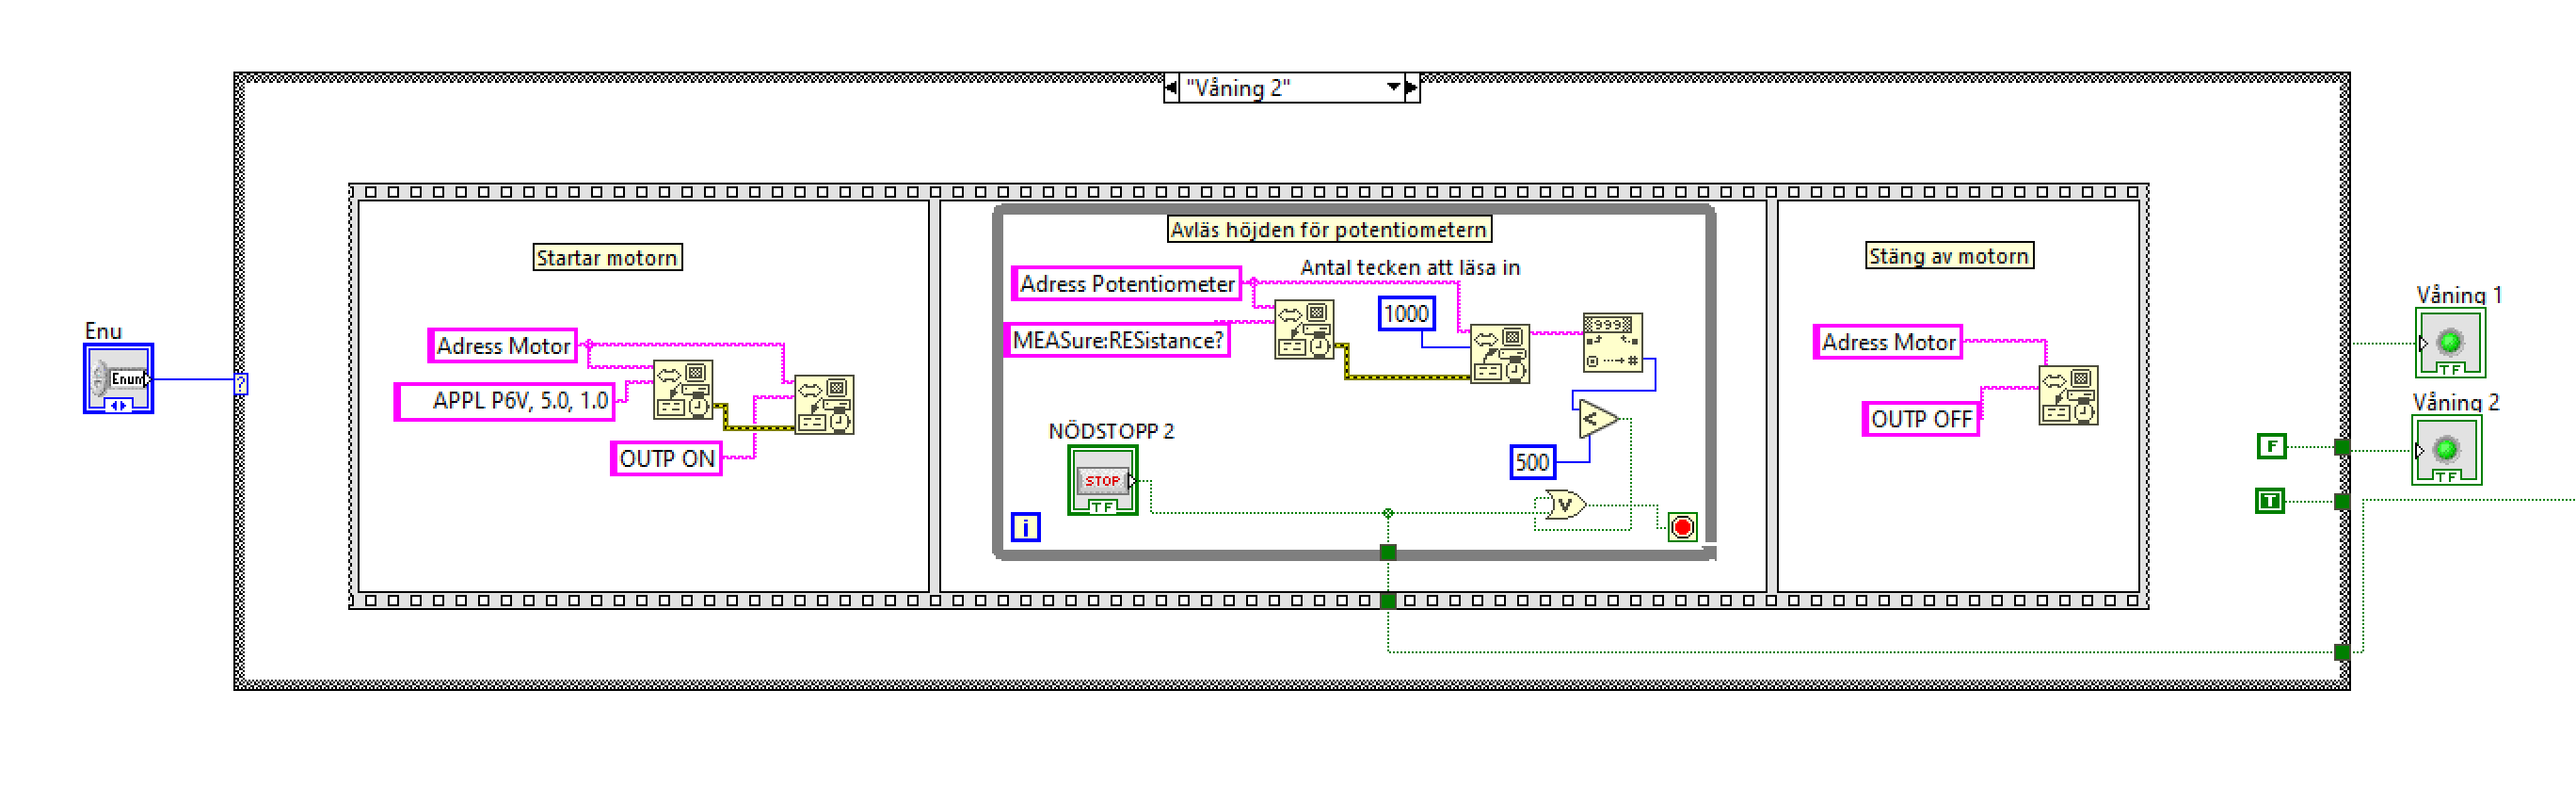 "Våning 2"
Enu
Enum
?
Startar motorn
Adress Motor
APPL P6V, 5.0, 1.0
OUTP ON
Avläs höjden för potentiometern
Adress Potentiometer
Antal tecken att läsa in
1000
MEASure:RESistance?
999
#
<
500
NÖDSTOPP 2
STOP
TF
V
i
Stäng av motorn
Adress Motor
OUTP OFF
F
T
Våning 1
TF
Våning 2
TF